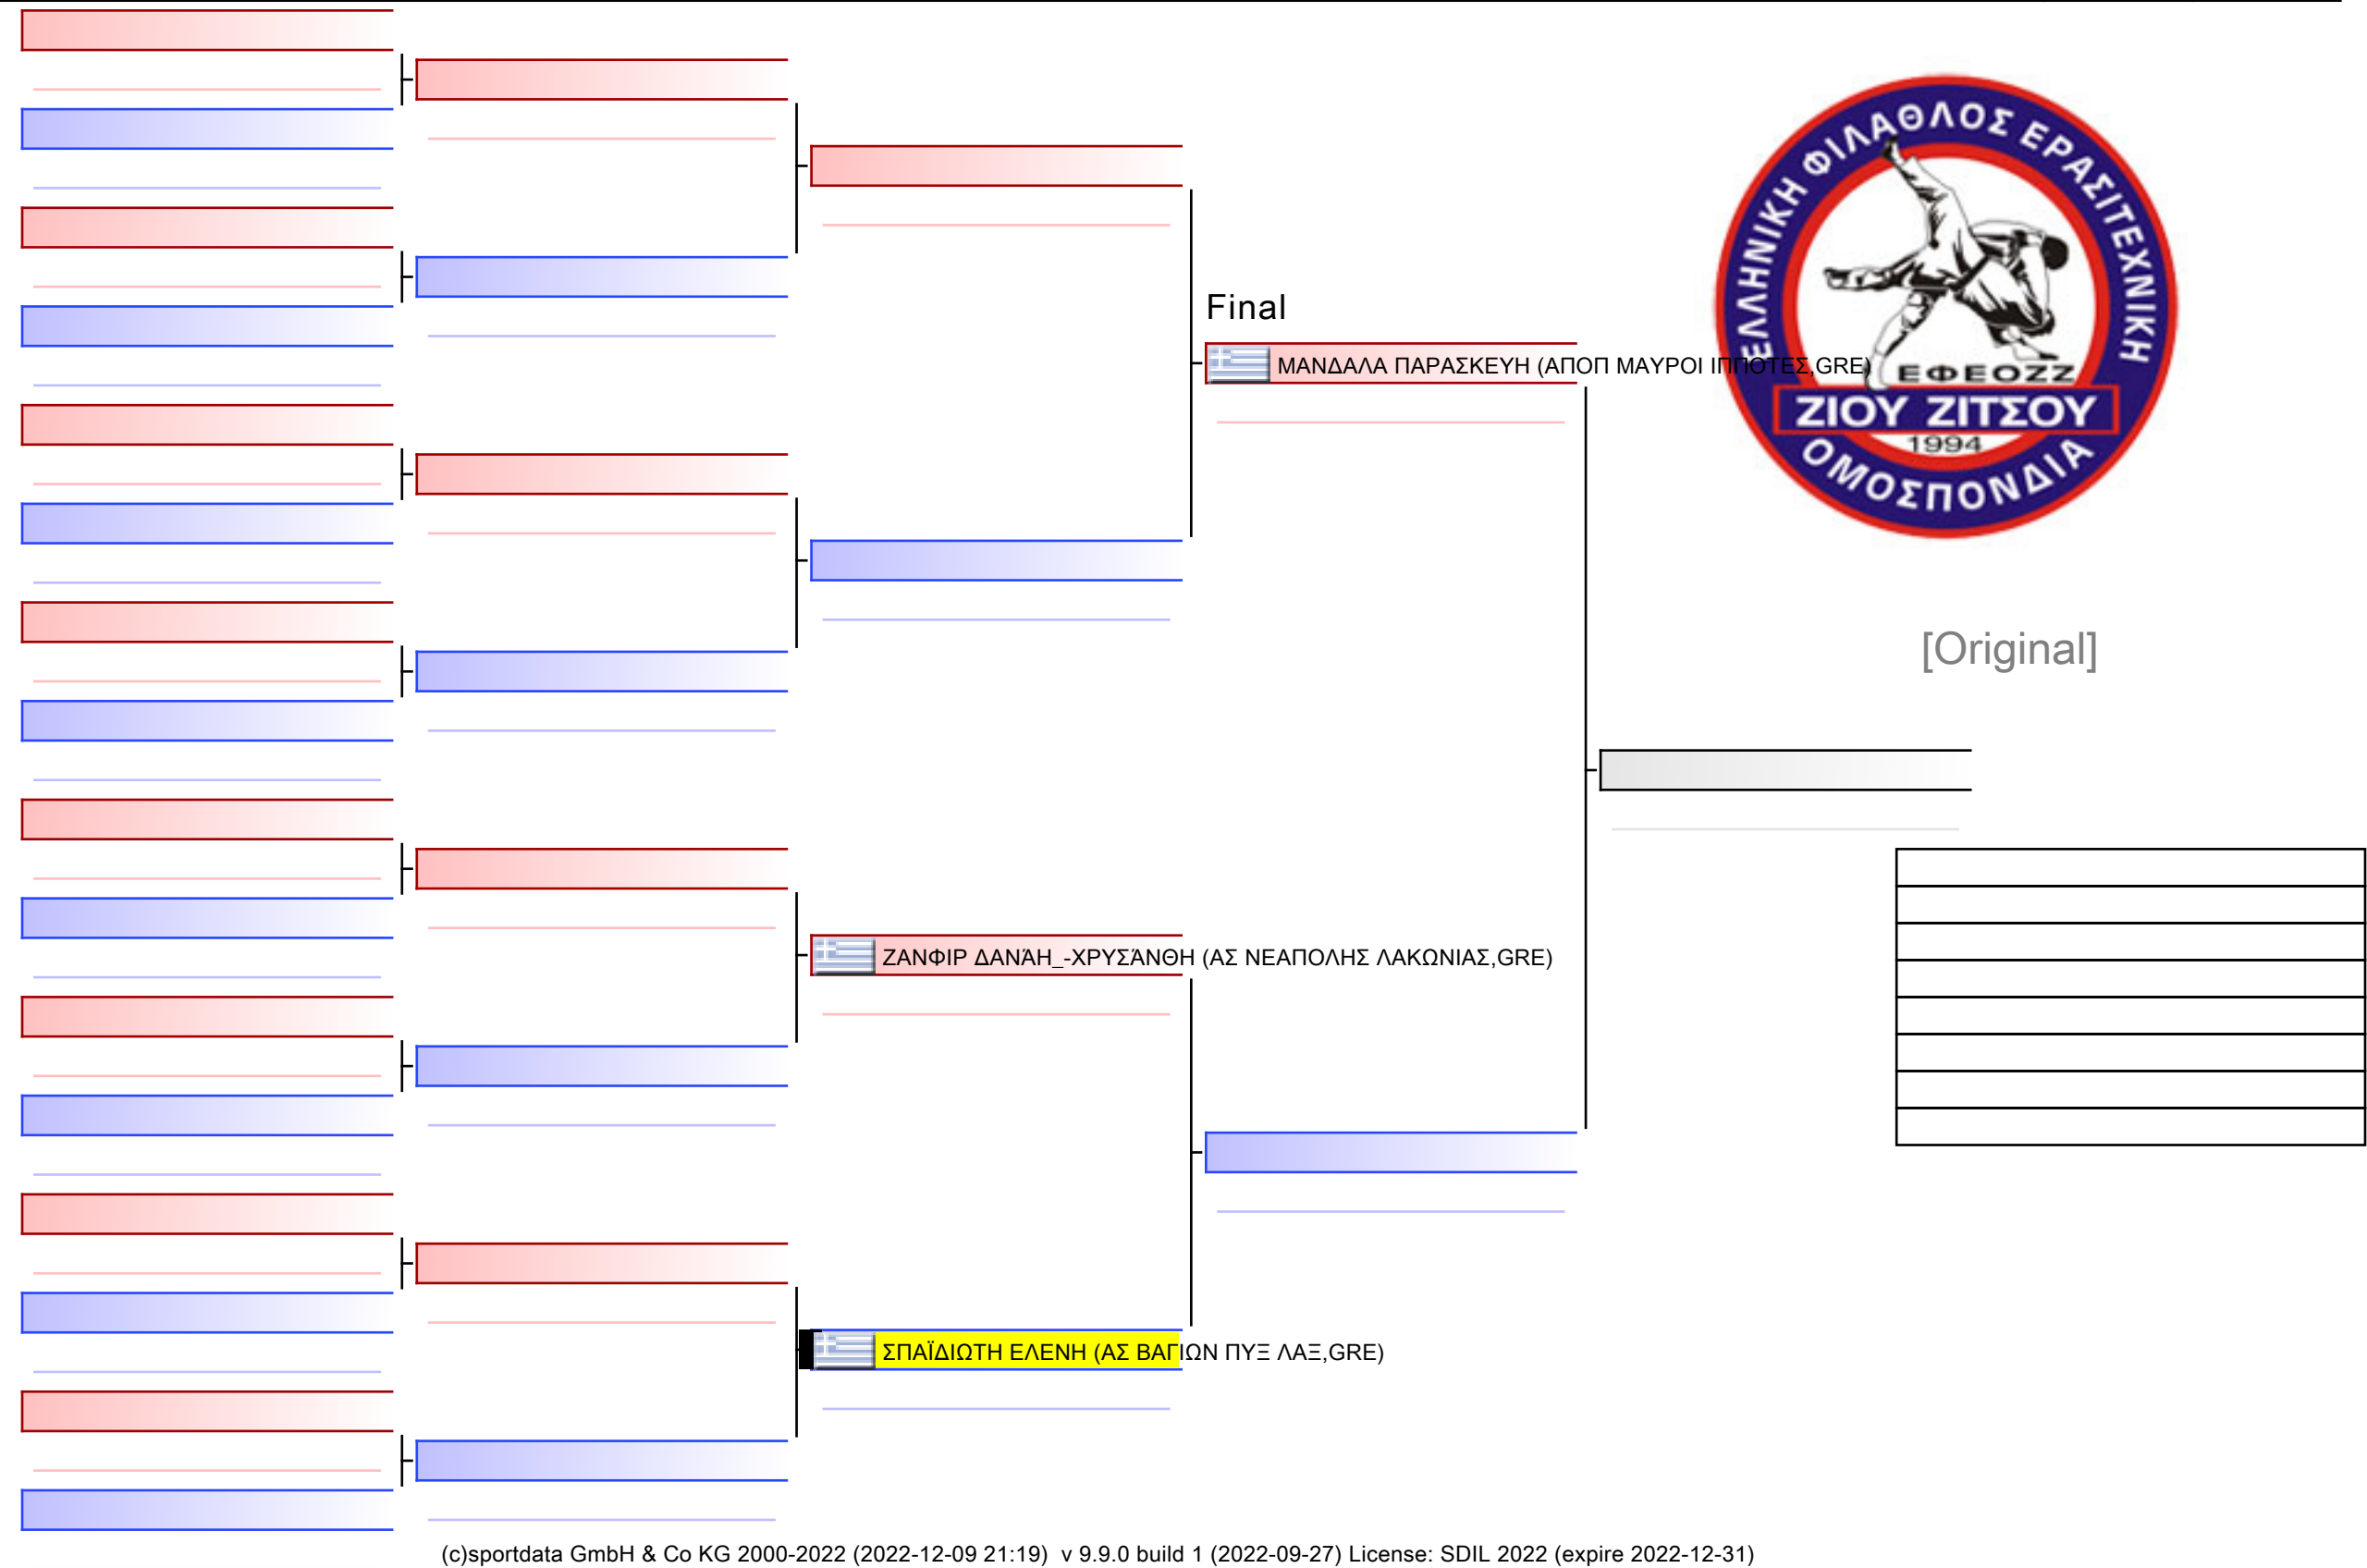 ΕΛΛΗΝΙΚΗ ΦΙΛΑΘΛΟΣ ΕΡΑΣΙΤΕΧΝΙΚΗ
Final
ΜΑΝΔΑΛΑ ΠΑΡΑΣΚΕΥΗ (ΑΠΟΠ ΜΑΥΡΟΙ ΙΠΠΟΤΕΣ,GRE)
ΕΦΕΟΖΖ
ΖΙΟΥ ΖΙΤΣΟΥ
1994
ΟΜΟΣΠΟΝΔΙΑ
[Original]
ΖΑΝΦΙΡ ΔΑΝΆΗ_-ΧΡΥΣΆΝΘΗ (ΑΣ ΝΕΑΠΟΛΗΣ ΛΑΚΩΝΙΑΣ,GRE)
ΣΠΑΪΔΙΩΤΗ ΕΛΕΝΗ (ΑΣ ΒΑΓΙΩΝ ΠΥΞ ΛΑΞ,GRE)
(c)sportdata GmbH & Co KG 2000-2022 (2022-12-09 21:19) v 9.9.0 build 1 (2022-09-27) License: SDIL 2022 (expire 2022-12-31)